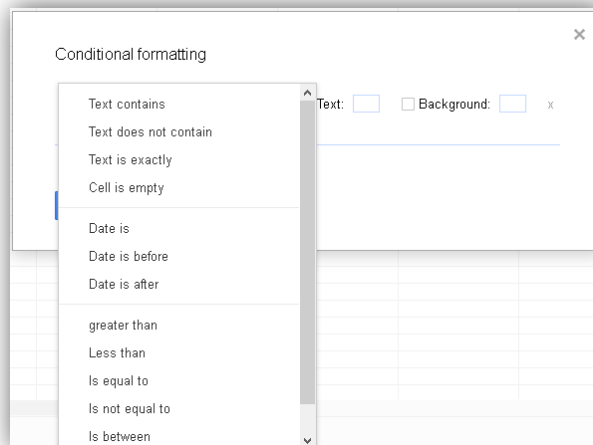 Conditional formatting
Text contains
Text: Background: x
Text does not contain
Text is exactly
Cell is empty
Date is
Date is before
Date is after
greater than
Less than
Is equal to
Is not equal to
Is between